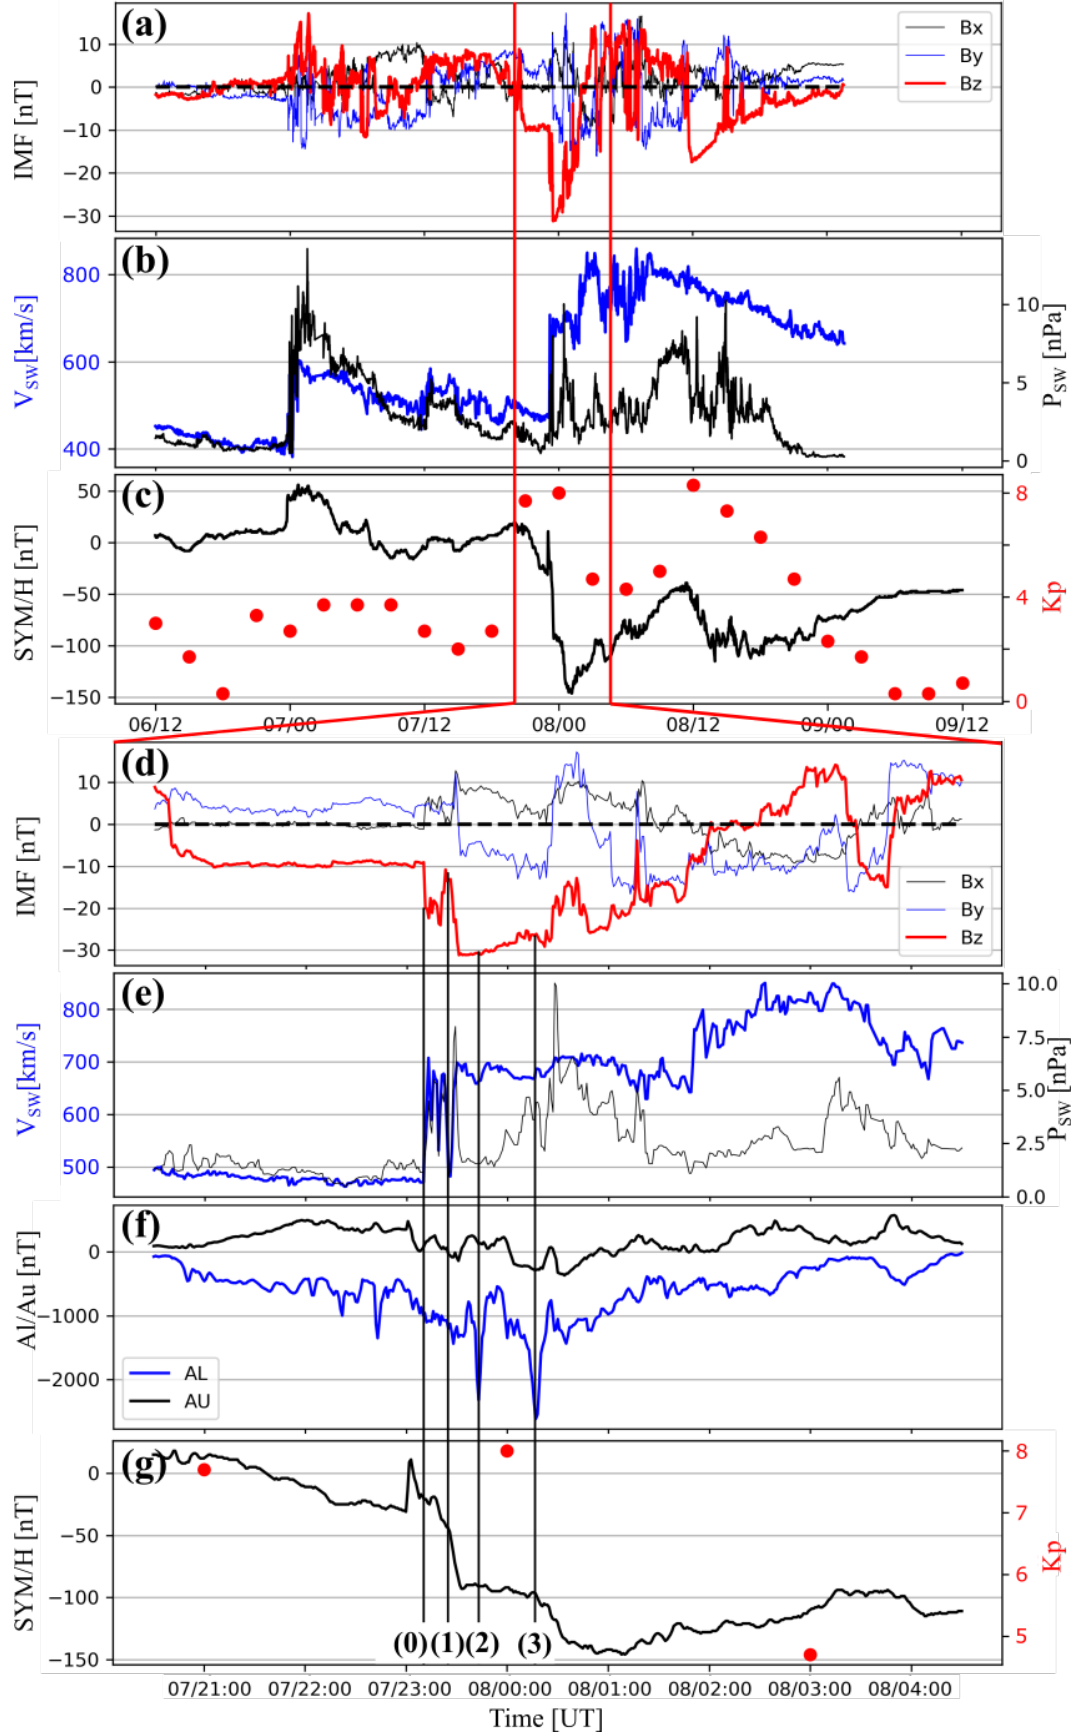 (a)
IMF [nT]
10
0
−10
−20
−30
Bx
By
Bz
(b)
V_SW[km/s]
800
600
400
P_SW [nPa]
10
5
0
(c)
SYM/H [nT]
50
0
−50
−100
−150
Kp
8
4
0
06/12 07/00 07/12 08/00 08/12 09/00 09/12
(d)
IMF [nT]
10
0
−10
−20
−30
Bx
By
Bz
(e)
V_SW[km/s]
800
700
600
500
P_SW [nPa]
10.0
7.5
5.0
2.5
0.0
(f)
Al/Au [nT]
0
−1000
−2000
AL
AU
(g)
SYM/H [nT]
0
−50
−100
−150
Kp
8
7
6
5
(0) (1) (2) (3)
07/21:00 07/22:00 07/23:00 08/00:00 08/01:00 08/02:00 08/03:00 08/04:00
Time [UT]